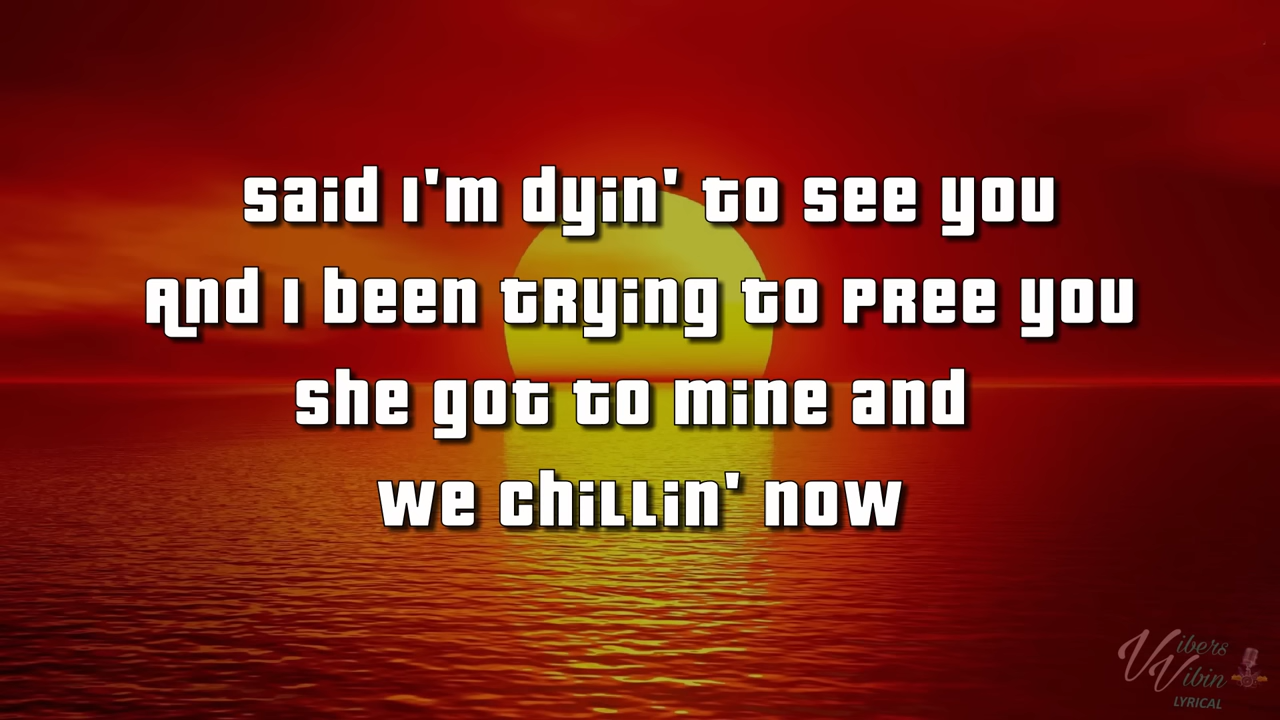 said I'm dyin' to see you
And I been trying to pree you
she got to mine and
we chillin' now
Vibers
Vibin
LYRICAL